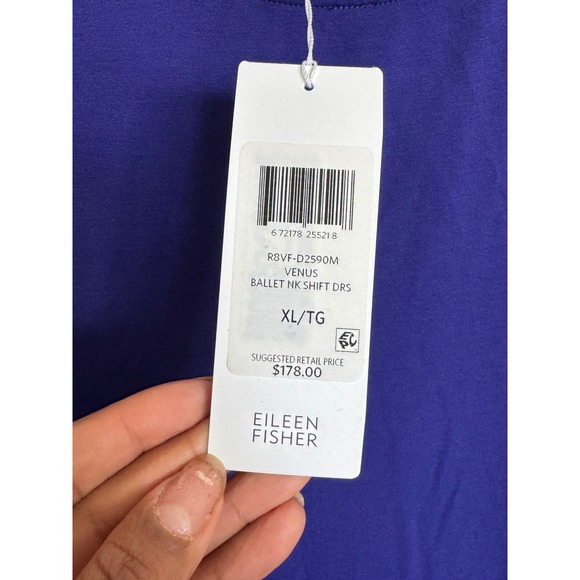 6 72178 25521 8
R8VF-D2590M
VENUS
BALLET NK SHIFT DRS
XL/TG
EPC
SUGGESTED RETAIL PRICE
$178.00
EILEEN
FISHER